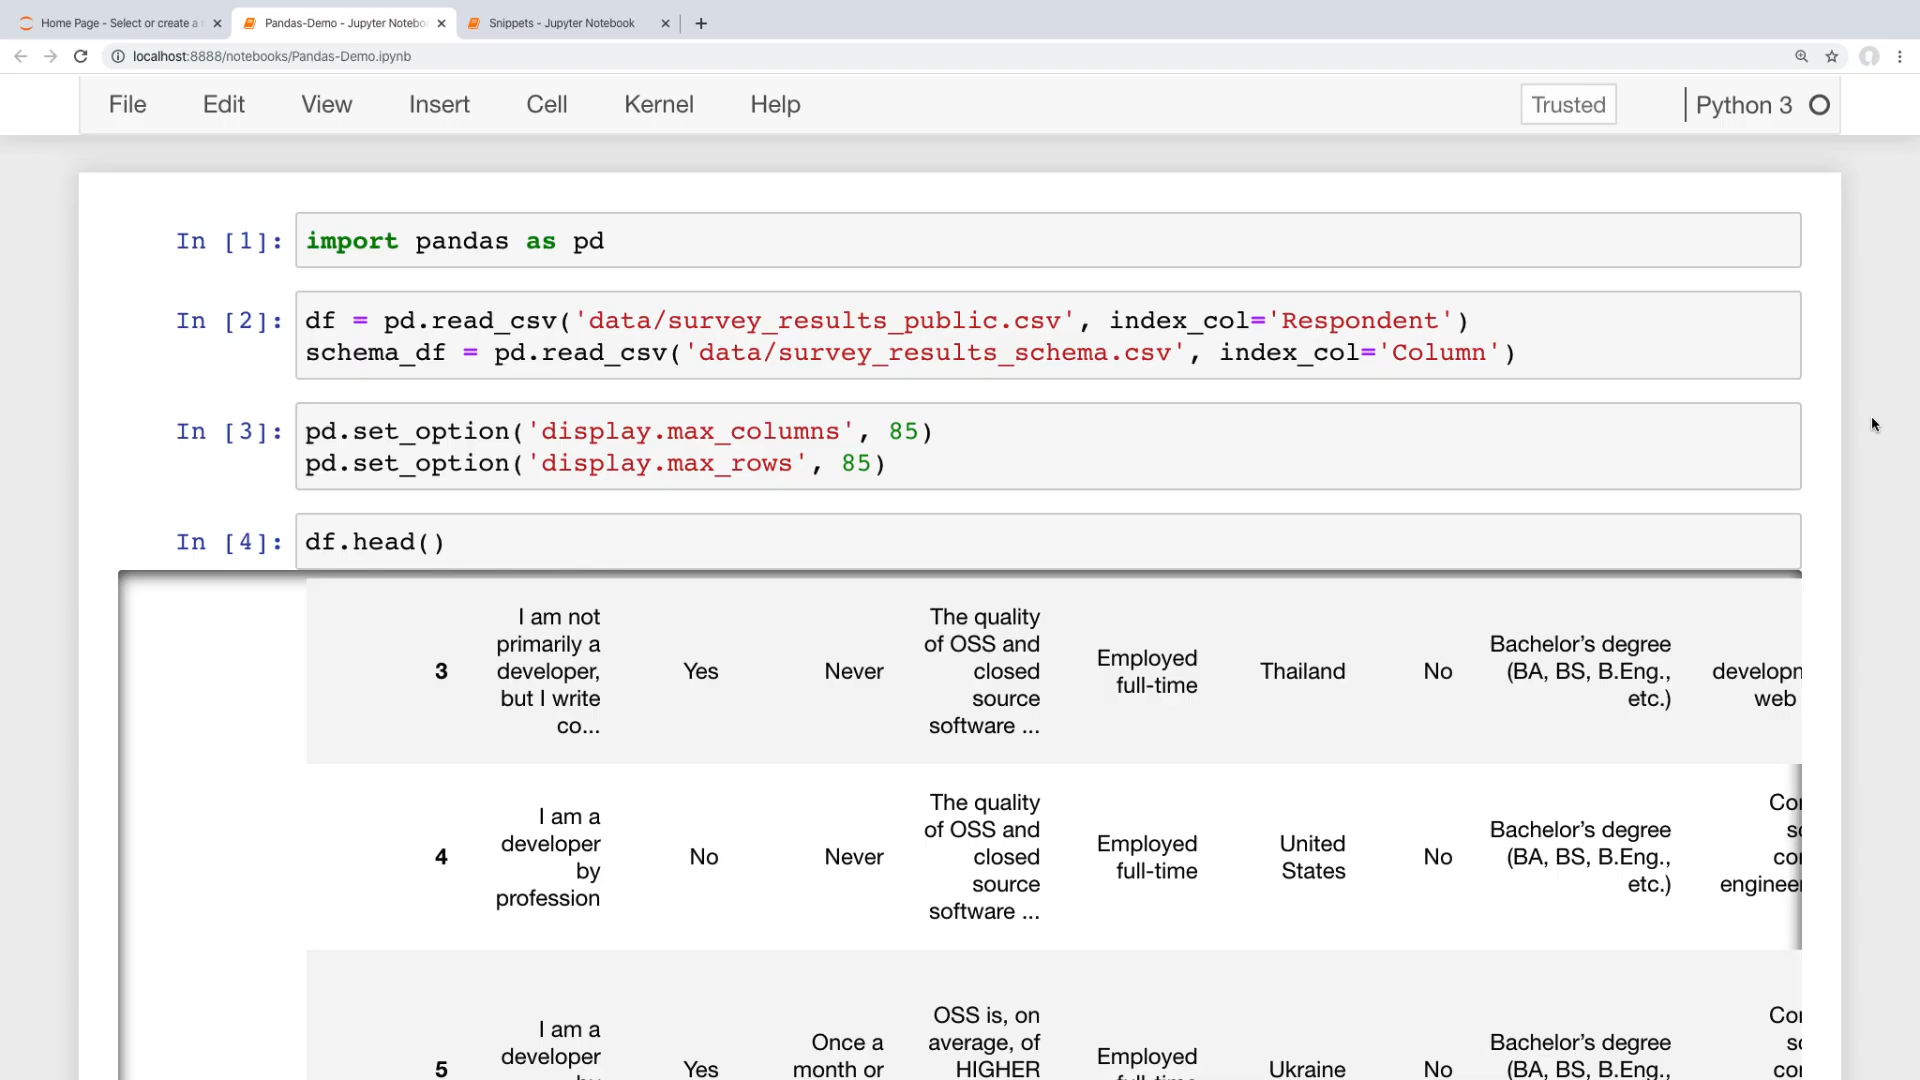 Home Page - Select or create a
Pandas-Demo - Jupyter Notebo
Snippets - Jupyter Notebook
localhost:8888/notebooks/Pandas-Demo.ipynb
File Edit View Insert Cell Kernel Help Trusted Python 3
In [1]: import pandas as pd
In [2]: df = pd.read_csv('data/survey_results_public.csv', index_col='Respondent')
schema_df = pd.read_csv('data/survey_results_schema.csv', index_col='Column')
In [3]: pd.set_option('display.max_columns', 85)
pd.set_option('display.max_rows', 85)
In [4]: df.head()
3
I am not
primarily a
developer,
but I write
co...
Yes
Never
The quality
of OSS and
closed
source
software ...
Employed
full-time
Thailand
No
Bachelor’s degree
(BA, BS, B.Eng.,
etc.)
web
4
I am a
developer
by
profession
No
Never
The quality
of OSS and
closed
source
software ...
Employed
full-time
United
States
No
Bachelor’s degree
(BA, BS, B.Eng.,
etc.)
5
I am a
developer
Yes
Once a
month or
OSS is, on
average, of
HIGHER
Employed
full-time
Ukraine
No
Bachelor’s degree
(BA, BS, B.Eng.,